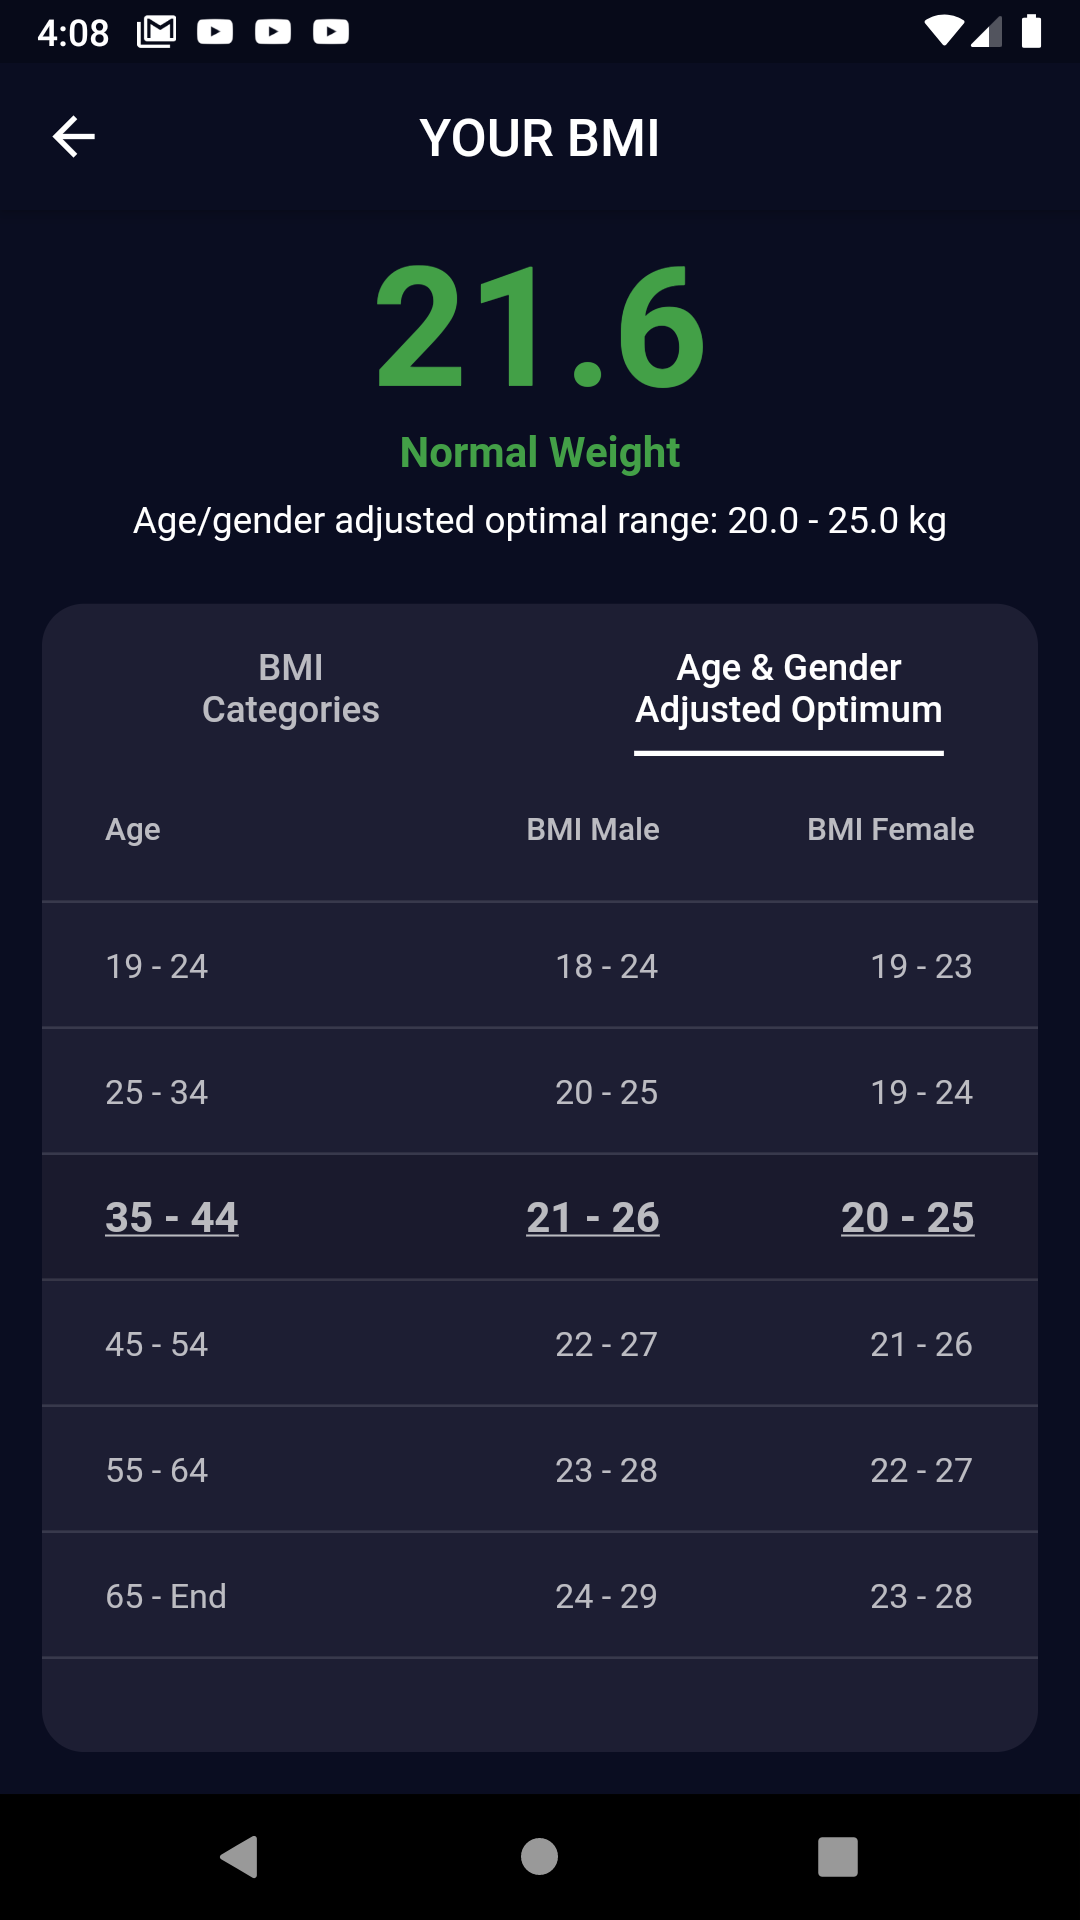 4:08
YOUR BMI
21.6
Normal Weight
Age/gender adjusted optimal range: 20.0 - 25.0 kg
BMI
Categories
Age & Gender
Adjusted Optimum
Age BMI Male BMI Female
19 - 24 18 - 24 19 - 23
25 - 34 20 - 25 19 - 24
35 - 44 21 - 26 20 - 25
45 - 54 22 - 27 21 - 26
55 - 64 23 - 28 22 - 27
65 - End 24 - 29 23 - 28